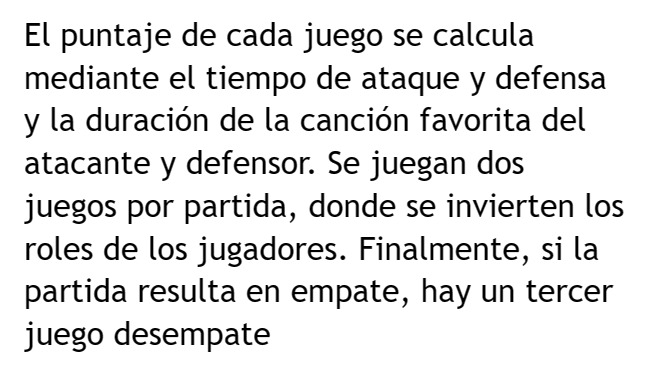 El puntaje de cada juego se calcula
mediante el tiempo de ataque y defensa
y la duración de la canción favorita del
atacante y defensor. Se juegan dos
juegos por partida, donde se invierten los
roles de los jugadores. Finalmente, si la
partida resulta en empate, hay un tercer
juego desempate